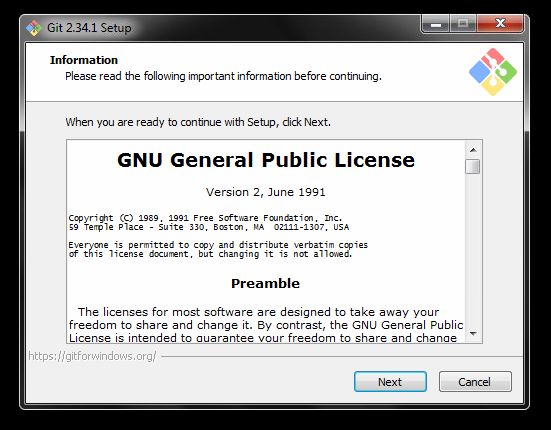 Git 2.34.1 Setup
Information
Please read the following important information before continuing.
When you are ready to continue with Setup, click Next.
GNU General Public License
Version 2, June 1991
Copyright (C) 1989, 1991 Free Software Foundation, Inc.
59 Temple Place - Suite 330, Boston, MA  02111-1307, USA
Everyone is permitted to copy and distribute verbatim copies
of this license document, but changing it is not allowed.
Preamble
The licenses for most software are designed to take away your
freedom to share and change it. By contrast, the GNU General Public
License is intended to guarantee your freedom to share and change
https://gitforwindows.org/
Next
Cancel